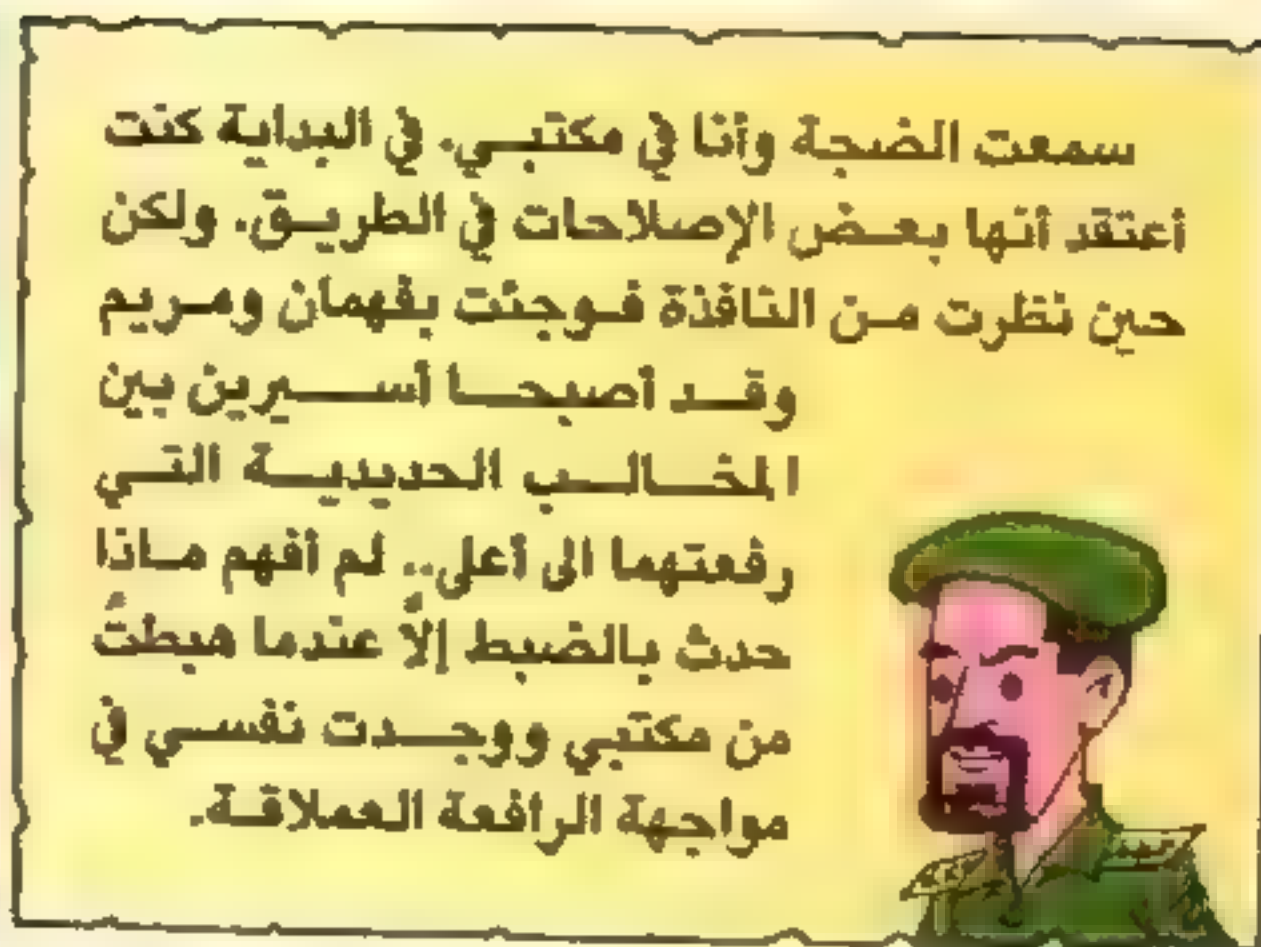 سمعت الضجة وأنا في مكتبي. في البداية كنت
أعتقد أنها بعض الإصلاحات في الطريق. ولكن
حين نظرت من النافذة فوجئت بفهمان ومريم
وقد أصبحا أسيرين بين
المخالب الحديدية التي
رفعتهما الى أعلى.. لم أفهم ماذا
حدث بالضبط إلاّ عندما هبطتُ
من مكتبي ووجدت نفسي في
مواجهة الرافعة العملاقة.